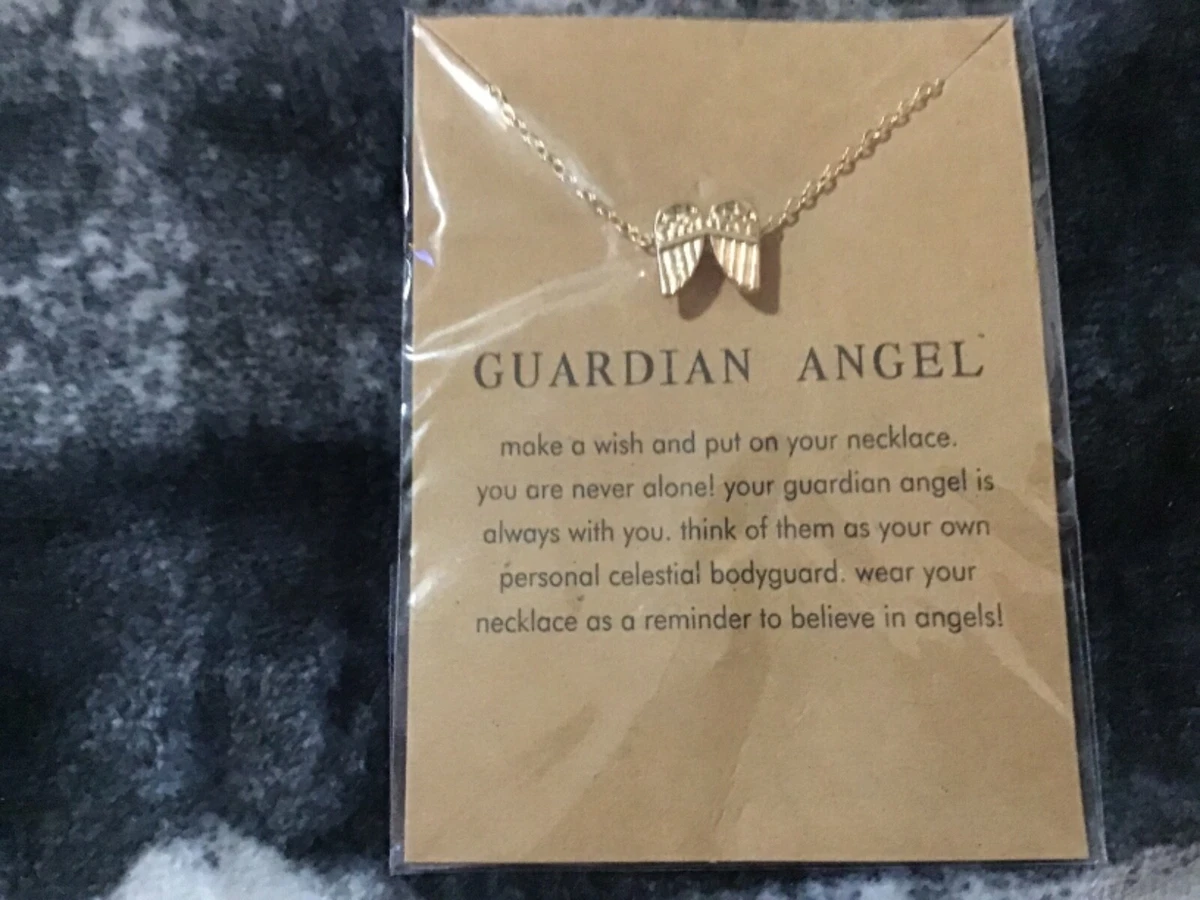 GUARDIAN ANGEL
make a wish and put on your necklace.
you are never alone! your guardian angel is
always with you. think of them as your own
personal celestial bodyguard. wear your
necklace as a reminder to believe in angels!